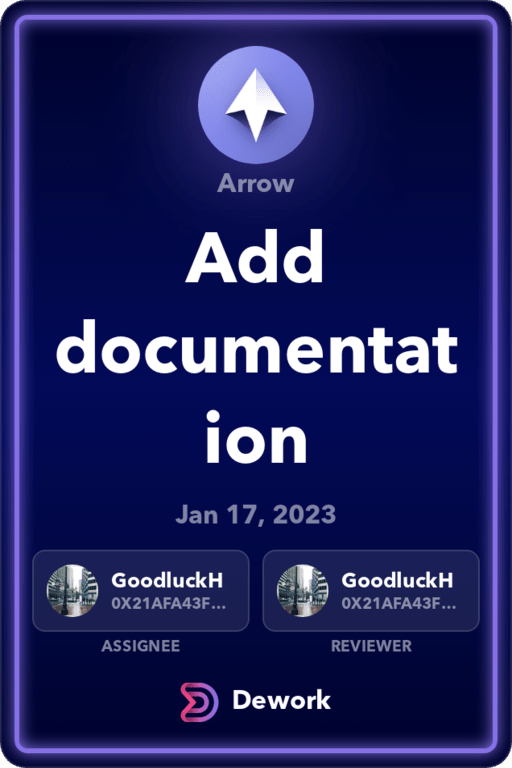 Arrow
Add
documentat
ion
Jan 17, 2023
GoodluckH
0X21AFA43F...
ASSIGNEE
GoodluckH
0X21AFA43F...
REVIEWER
Dework